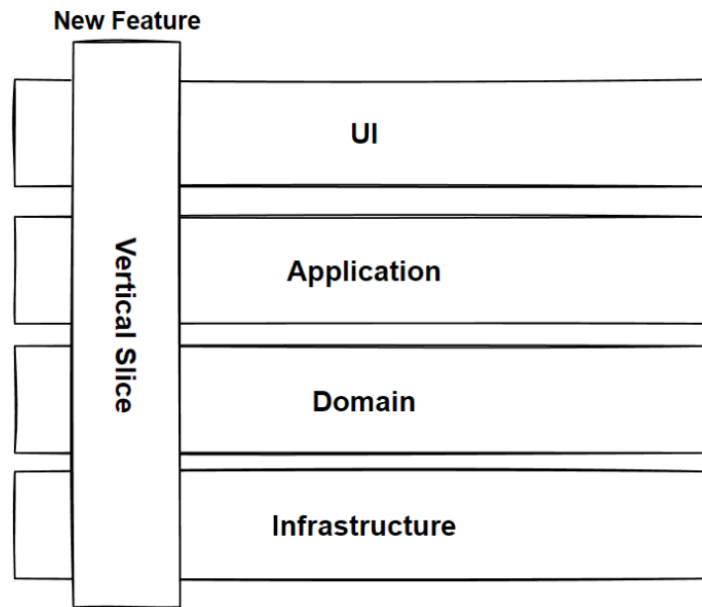 New Feature
UI
Vertical Slice
Application
Domain
Infrastructure